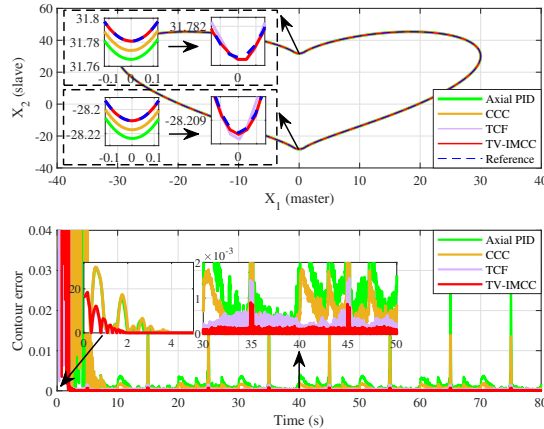 60
40
20
0
-20
-40
X2 (slave)
31.8
31.78
31.76
-0.1 0 0.1
31.782
0
-28.2
-28.22
-0.1 0 0.1
-28.209
0
Axial PID
CCC
TCF
TV-IMCC
Reference
-40 -30 -20 -10 0 10 20 30 40
X1 (master)
0.04
0.03
0.02
0.01
0
Contour error
20
0
0 2 4
×10-3
2
1
0
30 35 40 45 50
Axial PID
CCC
TCF
TV-IMCC
0 10 20 30 40 50 60 70 80
Time (s)